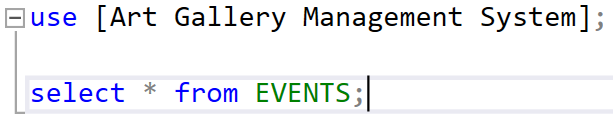 use [Art Gallery Management System];
select * from EVENTS;